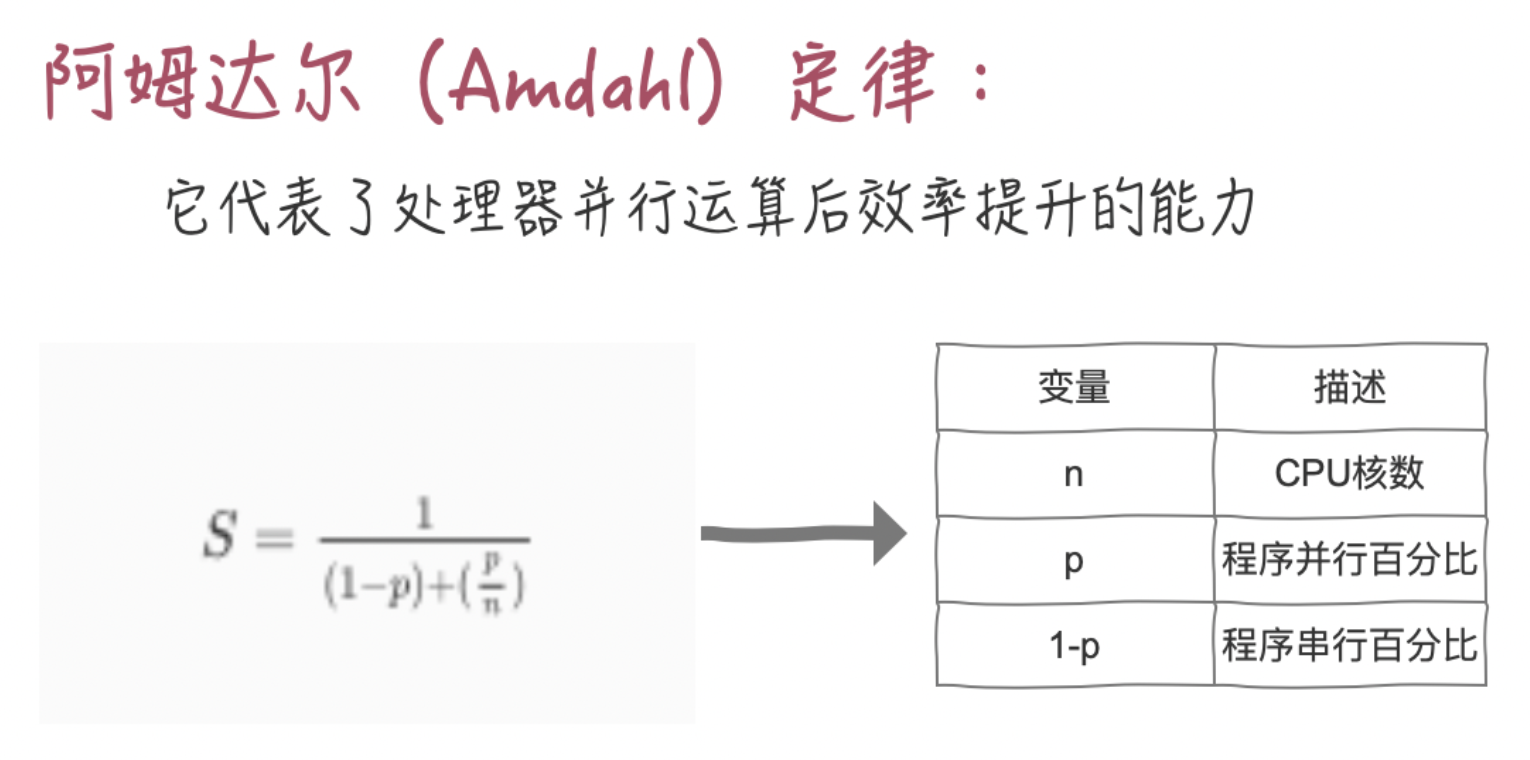 阿姆达尔（Amdahl）定律：
它代表了处理器并行运算后效率提升的能力
S = 1 / ((1−p)+(p/n))
变量 描述
n CPU核数
p 程序并行百分比
1-p 程序串行百分比